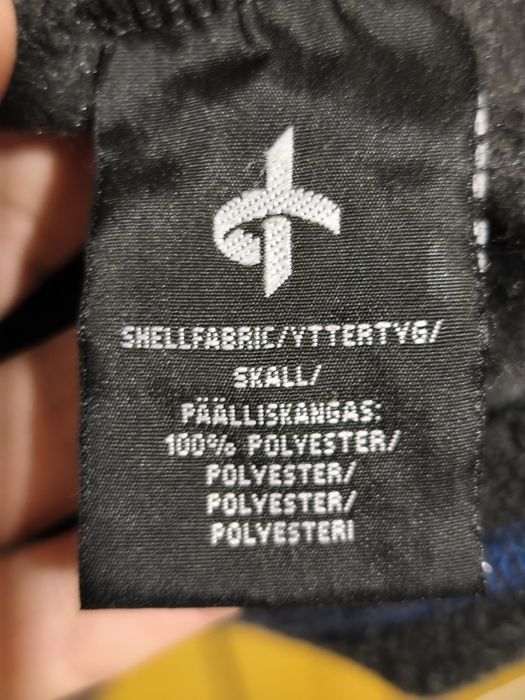 SHELLFABRIC/YTTERTYG/
SKALL/
PÄÄLLISKANGAS:
100% POLYESTER/
POLYESTER/
POLYESTER/
POLYESTERI